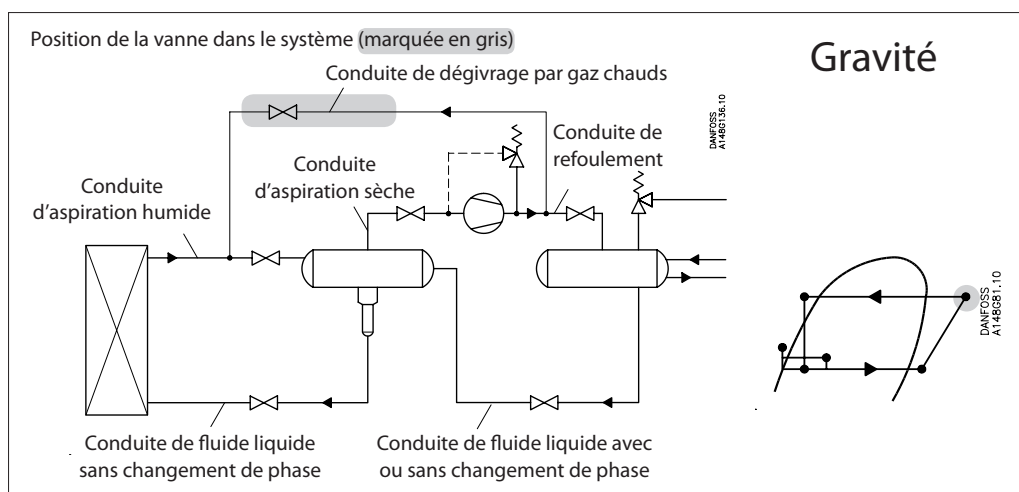 Position de la vanne dans le système (marquée en gris)
Gravité
Conduite de dégivrage par gaz chauds
DANFOSS
A148G136.10
Conduite de
refoulement
Conduite
d’aspiration sèche
Conduite
d’aspiration humide
DANFOSS
A148G81.10
Conduite de fluide liquide
sans changement de phase
Conduite de fluide liquide avec
ou sans changement de phase